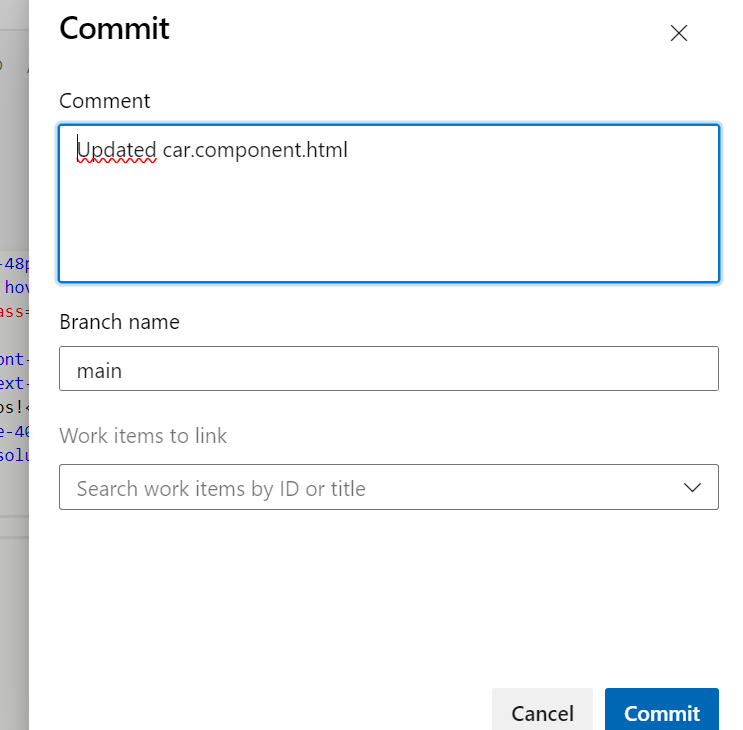 Commit
Comment
Updated car.component.html
Branch name
main
Work items to link
Search work items by ID or title
Cancel
Commit